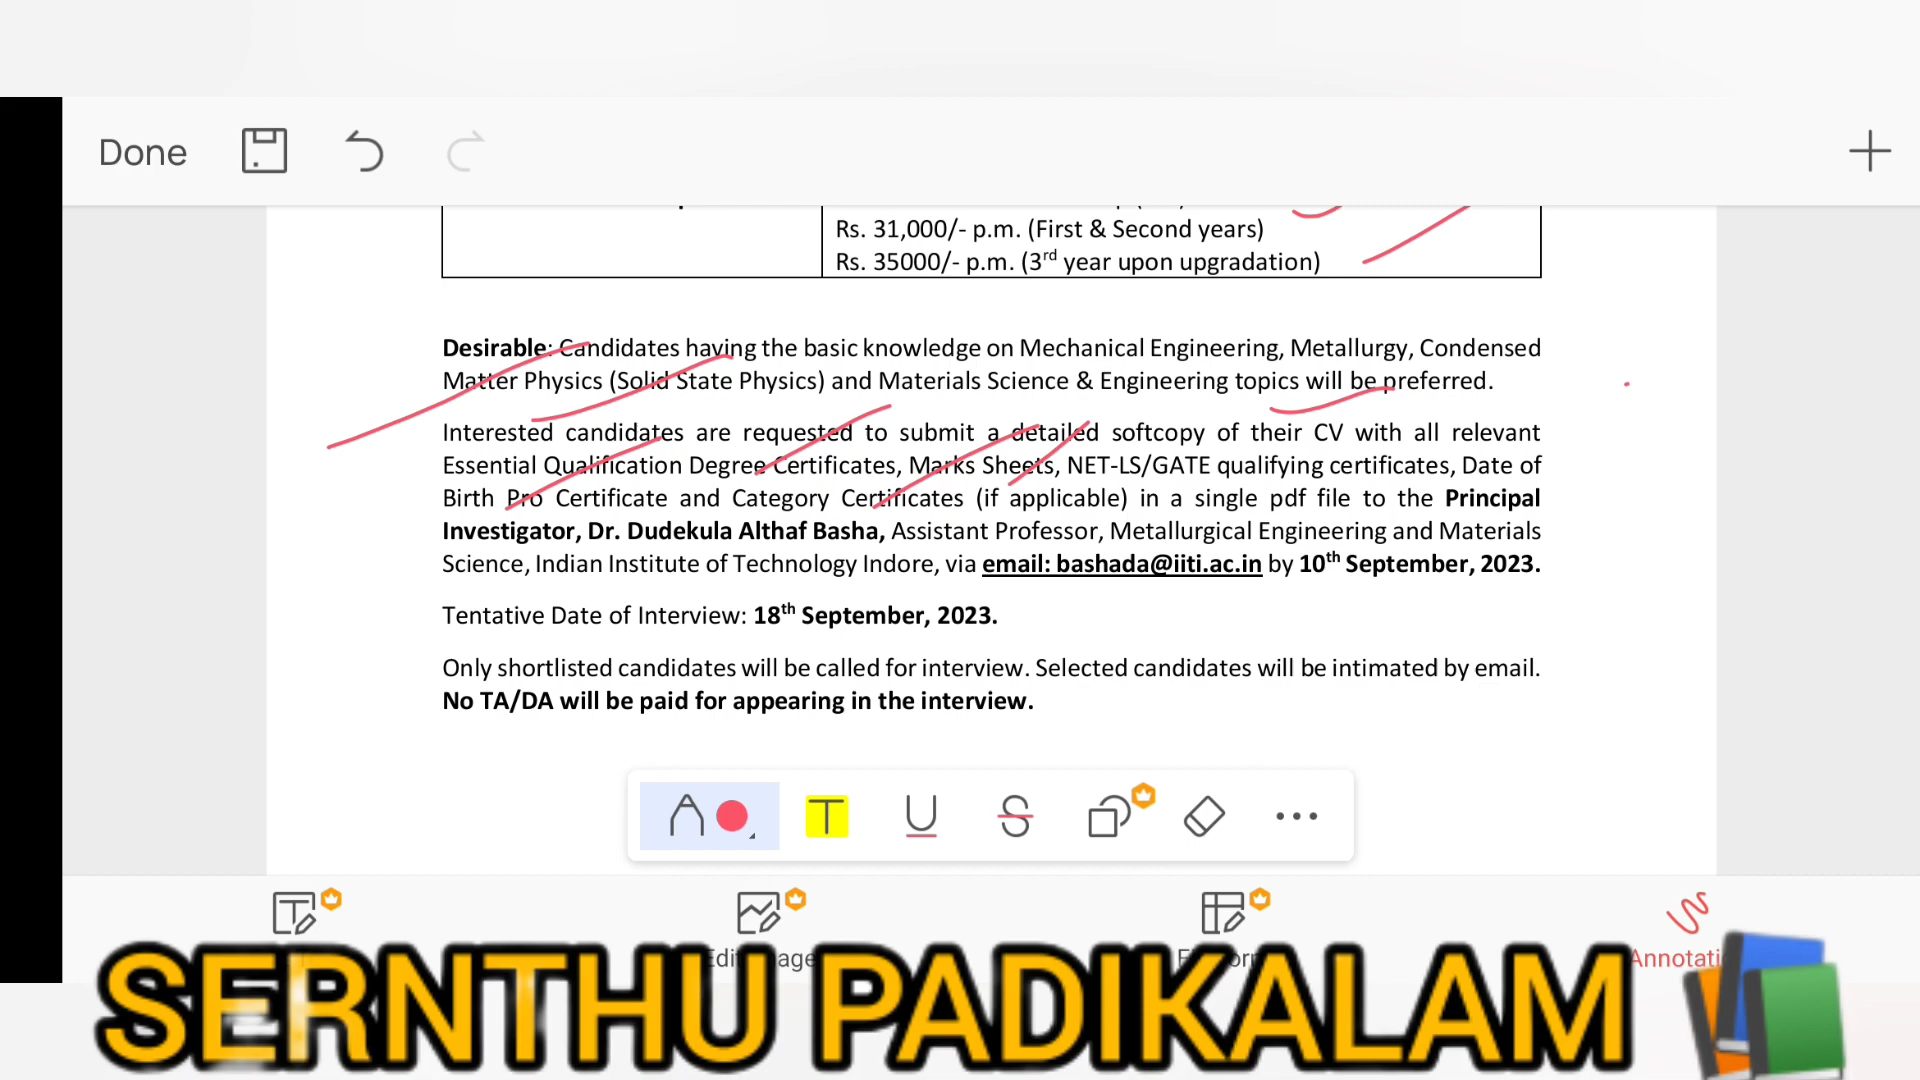 Done
Rs. 31,000/- p.m. (First & Second years)
Rs. 35000/- p.m. (3rd year upon upgradation)
Desirable: Candidates having the basic knowledge on Mechanical Engineering, Metallurgy, Condensed
Matter Physics (Solid State Physics) and Materials Science & Engineering topics will be preferred.
Interested candidates are requested to submit a detailed softcopy of their CV with all relevant
Essential Qualification Degree Certificates, Marks Sheets, NET-LS/GATE qualifying certificates, Date of
Birth Pro Certificate and Category Certificates (if applicable) in a single pdf file to the Principal
Investigator, Dr. Dudekula Althaf Basha, Assistant Professor, Metallurgical Engineering and Materials
Science, Indian Institute of Technology Indore, via email: bashada@iiti.ac.in by 10th September, 2023.
Tentative Date of Interview: 18th September, 2023.
Only shortlisted candidates will be called for interview. Selected candidates will be intimated by email.
No TA/DA will be paid for appearing in the interview.
SERNTHU PADIKALAM